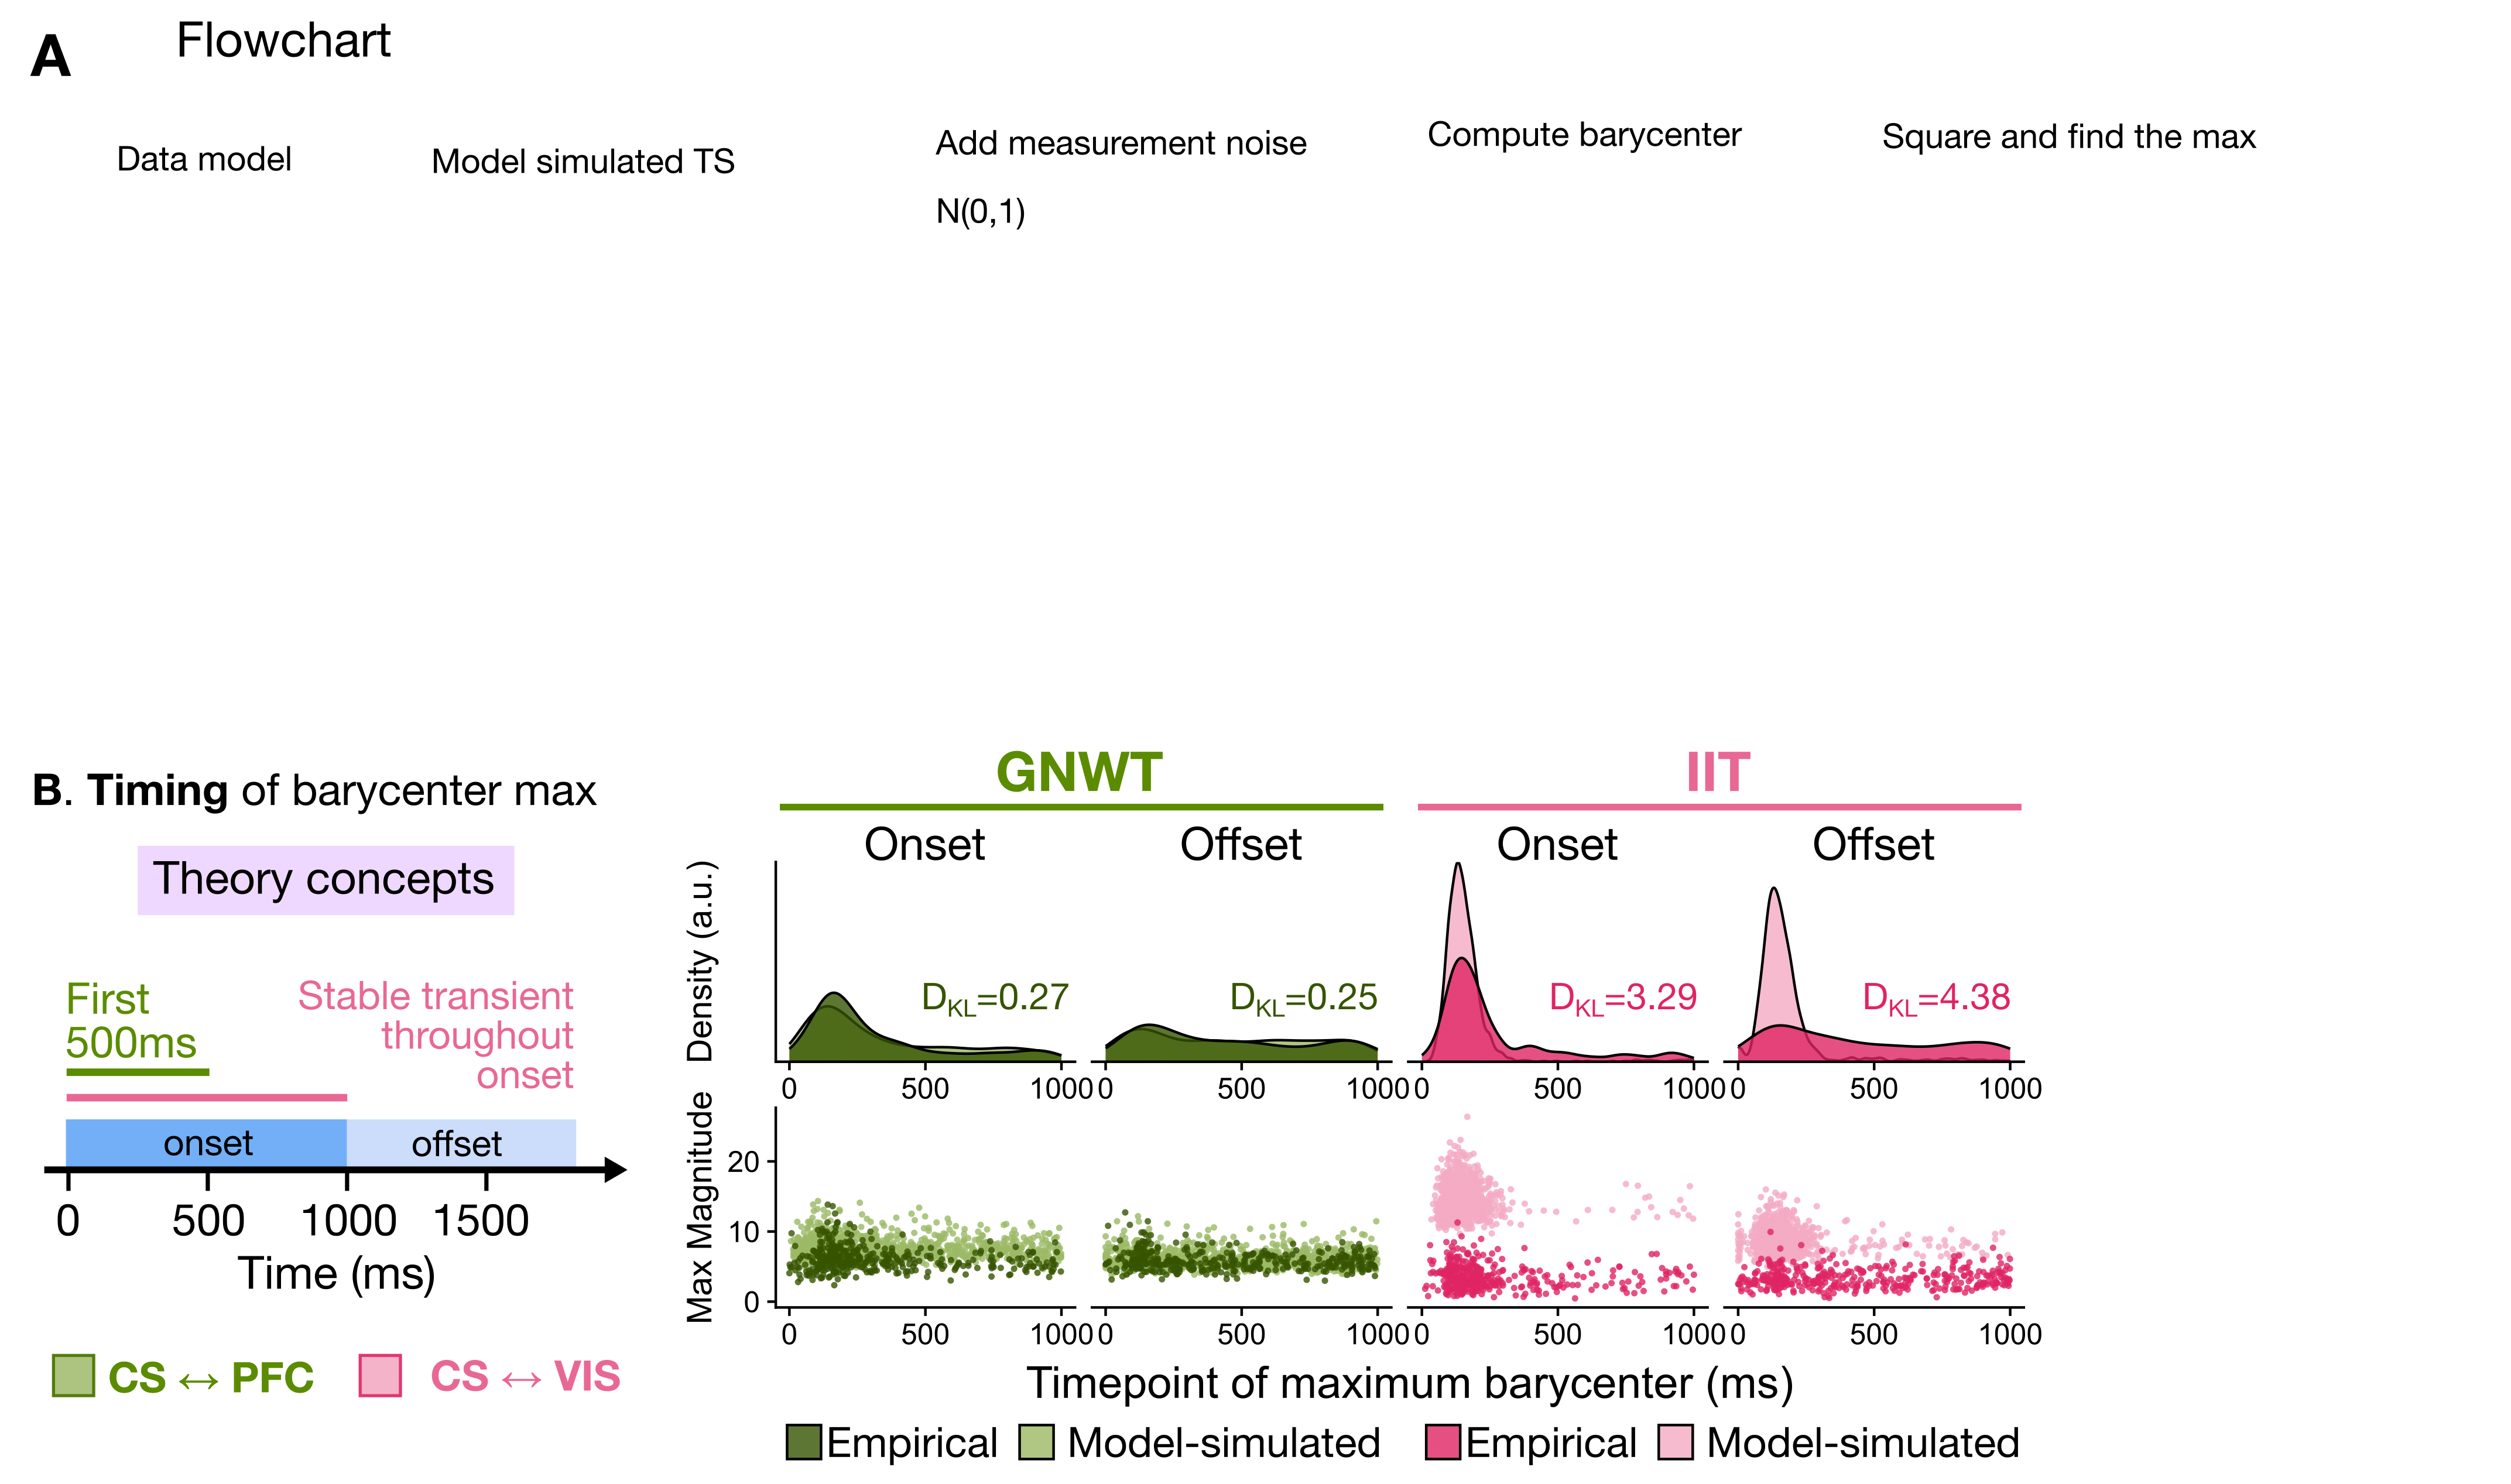 A
Flowchart
Data model
Model simulated TS
Add measurement noise
N(0,1)
Compute barycenter
Square and find the max
B. Timing of barycenter max
Theory concepts
First
500ms
Stable transient
throughout
onset
onset
offset
0
500
1000
1500
Time (ms)
CS ↔ PFC
CS ↔ VIS
GNWT
IIT
Onset
Offset
Onset
Offset
Density (a.u.)
DKL=0.27
DKL=0.25
DKL=3.29
DKL=4.38
0 500 1000
0 500 1000
0 500 1000
0 500 1000
Max Magnitude
20
10
0
0 500 1000
0 500 1000
0 500 1000
0 500 1000
Timepoint of maximum barycenter (ms)
Empirical
Model-simulated
Empirical
Model-simulated